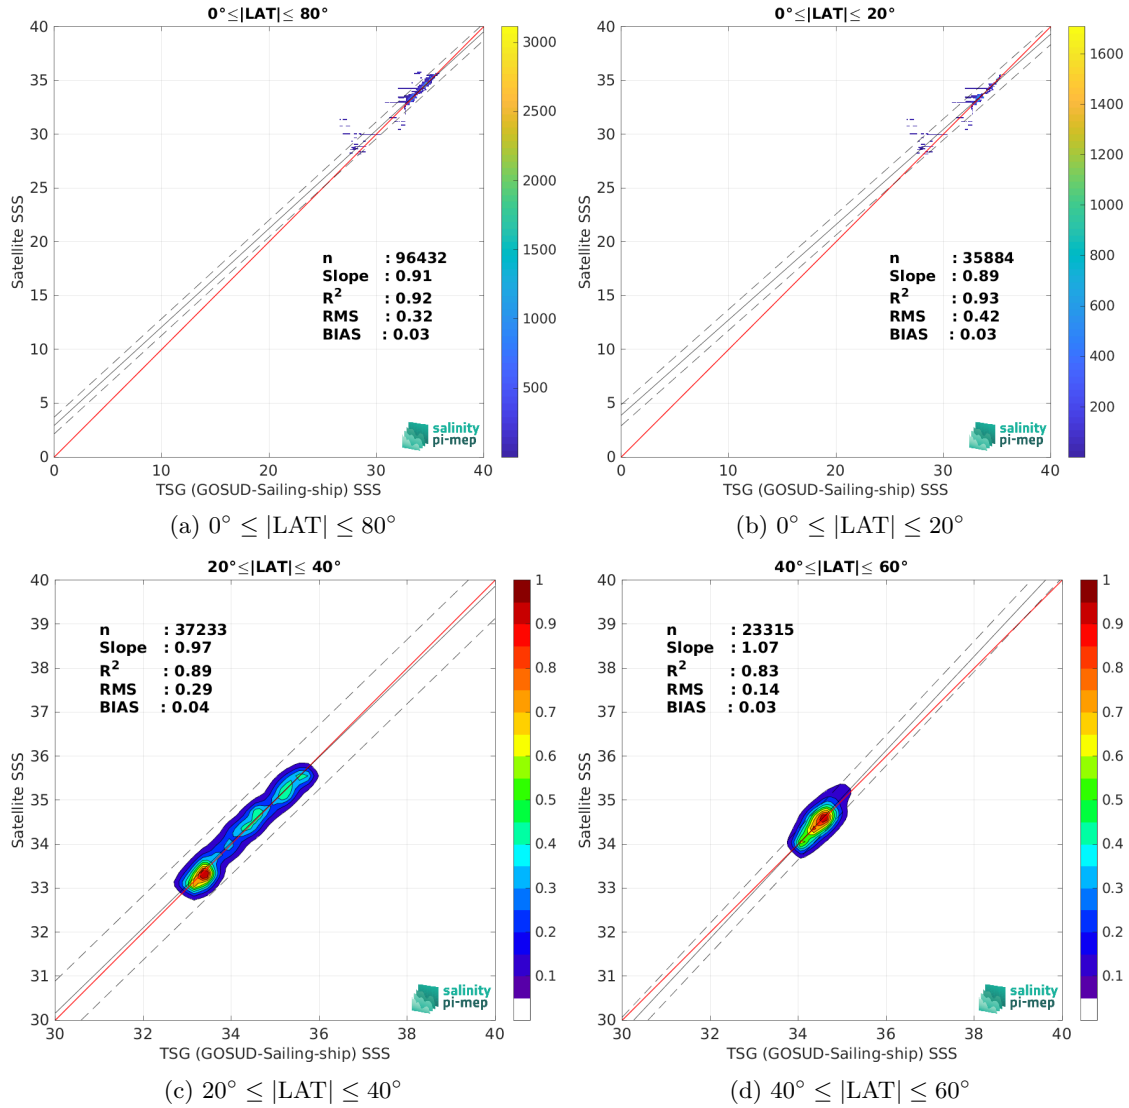 0°≤|LAT|≤ 80°
40
35
30
25
20
15
10
5
0
Satellite SSS
n : 96432
Slope : 0.91
R² : 0.92
RMS : 0.32
BIAS : 0.03
salinity
pi-mep
0 10 20 30 40
TSG (GOSUD-Sailing-ship) SSS
3000
2500
2000
1500
1000
500
(a) 0° ≤ |LAT| ≤ 80°
0°≤|LAT|≤ 20°
40
35
30
25
20
15
10
5
0
Satellite SSS
n : 35884
Slope : 0.89
R² : 0.93
RMS : 0.42
BIAS : 0.03
salinity
pi-mep
0 10 20 30 40
TSG (GOSUD-Sailing-ship) SSS
1600
1400
1200
1000
800
600
400
200
(b) 0° ≤ |LAT| ≤ 20°
20°≤|LAT|≤ 40°
40
39
38
37
36
35
34
33
32
31
30
Satellite SSS
n : 37233
Slope : 0.97
R² : 0.89
RMS : 0.29
BIAS : 0.04
salinity
pi-mep
30 32 34 36 38 40
TSG (GOSUD-Sailing-ship) SSS
1
0.9
0.8
0.7
0.6
0.5
0.4
0.3
0.2
0.1
(c) 20° ≤ |LAT| ≤ 40°
40°≤|LAT|≤ 60°
40
39
38
37
36
35
34
33
32
31
30
Satellite SSS
n : 23315
Slope : 1.07
R² : 0.83
RMS : 0.14
BIAS : 0.03
salinity
pi-mep
30 32 34 36 38 40
TSG (GOSUD-Sailing-ship) SSS
1
0.9
0.8
0.7
0.6
0.5
0.4
0.3
0.2
0.1
(d) 40° ≤ |LAT| ≤ 60°